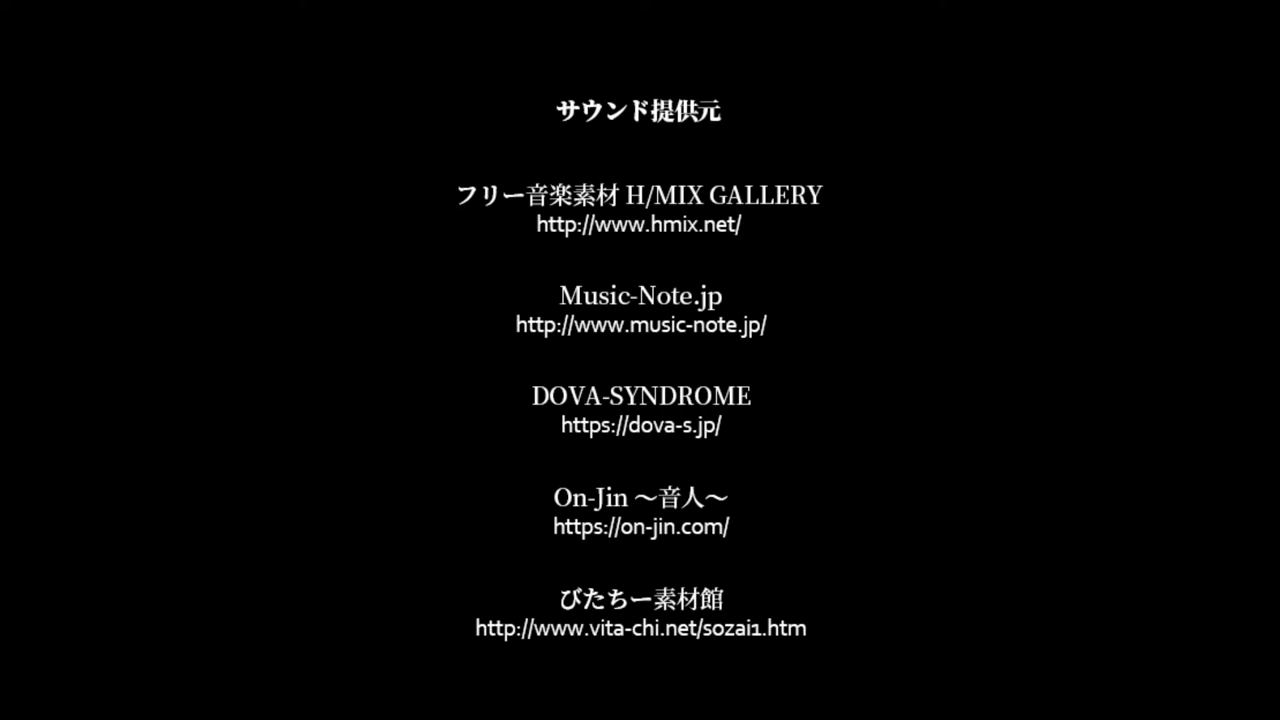 サウンド提供元
フリー音楽素材 H/MIX GALLERY
http://www.hmix.net/
Music-Note.jp
http://www.music-note.jp/
DOVA-SYNDROME
https://dova-s.jp/
On-Jin ～音人～
https://on-jin.com/
びたちー素材館
http://www.vita-chi.net/sozai1.htm